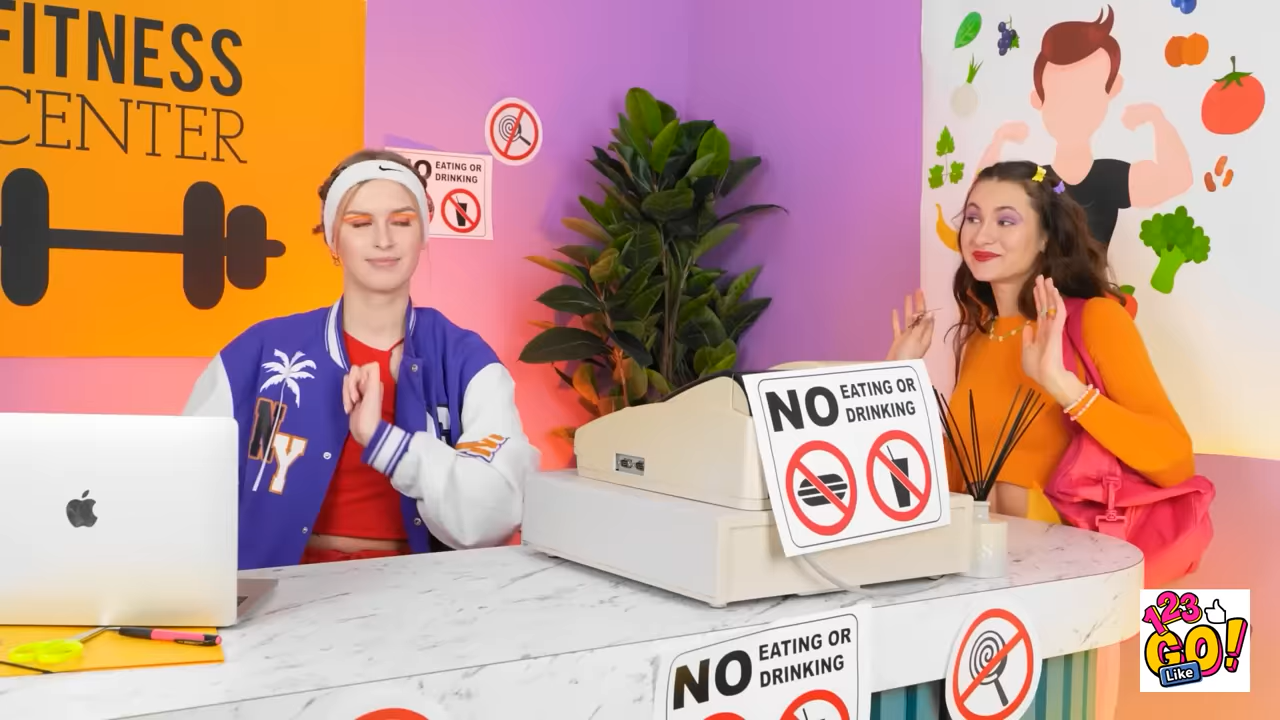 FITNESS
CENTER
NO EATING OR
DRINKING
NO EATING OR
DRINKING
NY
NO EATING OR
DRINKING
123
GO!
Like